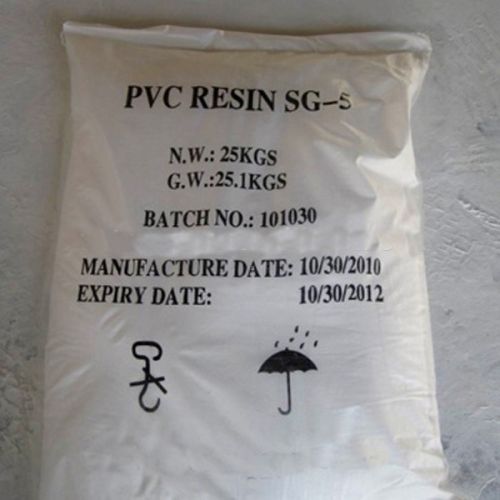 PVC RESIN SG-5
N.W.: 25KGS
G.W.:25.1KGS
BATCH NO.: 101030
MANUFACTURE DATE: 10/30/2010
EXPIRY DATE: 10/30/2012